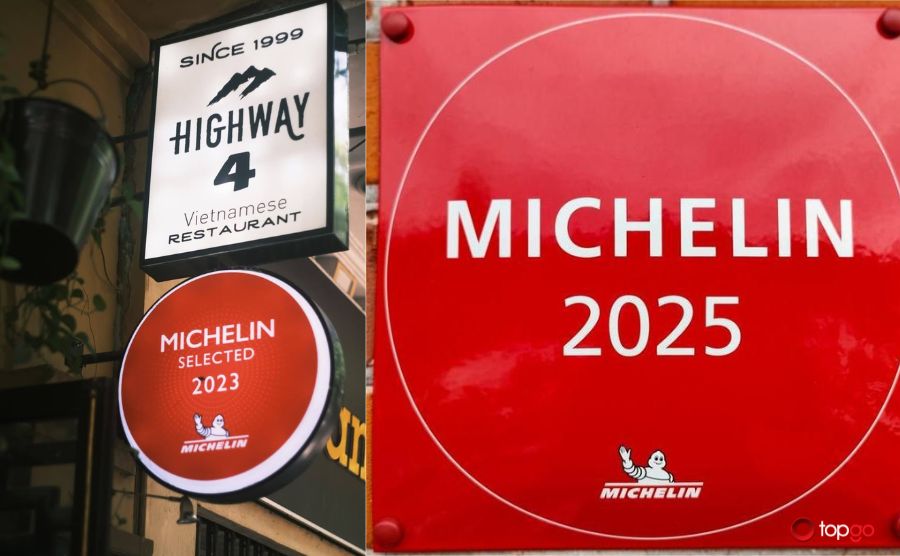 SINCE 1999
HIGHWAY
4
Vietnamese
RESTAURANT
MICHELIN
SELECTED
2023
MICHELIN
MICHELIN
2025
MICHELIN
topgo